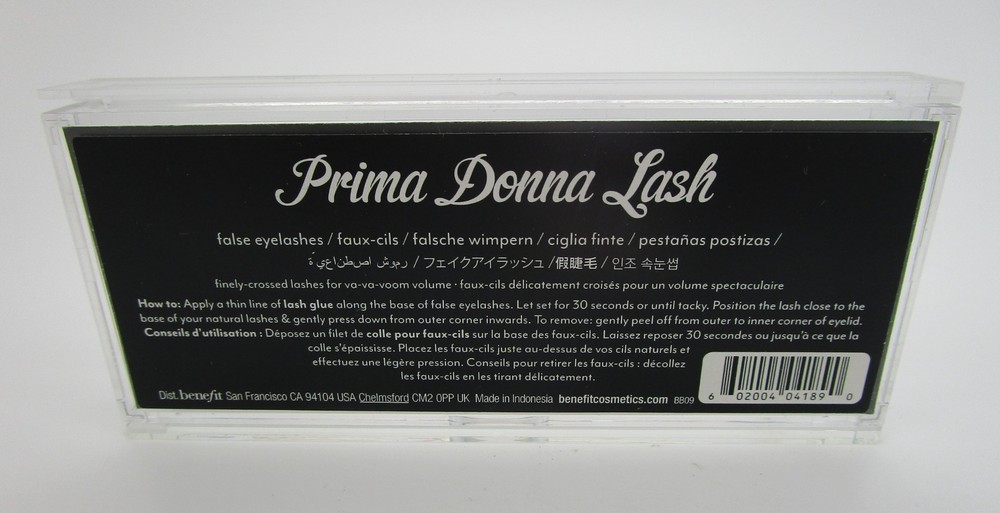 Prima Donna Lash
false eyelashes / faux-cils / falsche wimpern / ciglia finte / pestañas postizas /
رموش اصطناعي ة / フェイクアイラッシュ /假睫毛 / 인조 속눈썹
finely-crossed lashes for va-va-voom volume · faux-cils délicatement croisés pour un volume spectaculaire
How to: Apply a thin line of lash glue along the base of false eyelashes. Let set for 30 seconds or until tacky. Position the lash close to the
base of your natural lashes & gently press down from outer corner inwards. To remove: gently peel off from outer to inner corner of eyelid.
Conseils d'utilisation : Déposez un filet de colle pour faux-cils sur la base des faux-cils. Laissez reposer 30 secondes ou jusqu'à ce que la
colle s'épaississe. Placez les faux-cils juste au-dessus de vos cils naturels et
effectuez une légère pression. Conseils pour retirer les faux-cils : décollez
les faux-cils en les tirant délicatement.
Dist. benefit San Francisco CA 94104 USA Chelmsford CM2 0PP UK Made in Indonesia benefitcosmetics.com BB09
6 02004 04189 0